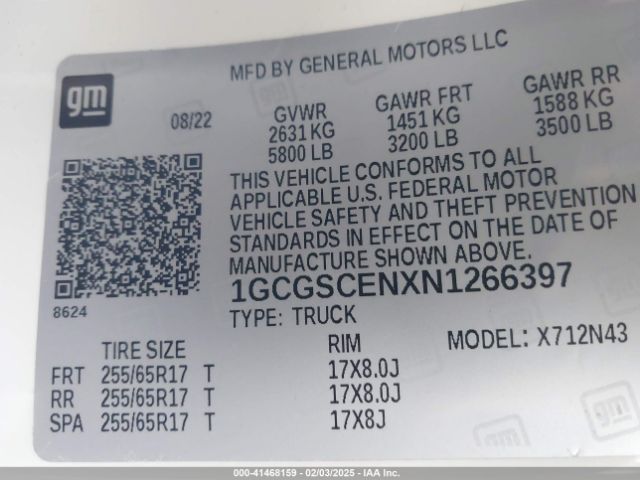 MFD BY GENERAL MOTORS LLC
gm
08/22
GVWR GAWR FRT GAWR RR
2631 KG 1451 KG 1588 KG
5800 LB 3200 LB 3500 LB
THIS VEHICLE CONFORMS TO ALL
APPLICABLE U.S. FEDERAL MOTOR
VEHICLE SAFETY AND THEFT PREVENTION
STANDARDS IN EFFECT ON THE DATE OF
MANUFACTURE SHOWN ABOVE.
1GCGSCENXN1266397
8624
TYPE: TRUCK
TIRE SIZE RIM MODEL: X712N43
FRT 255/65R17 T 17X8.0J
RR 255/65R17 T 17X8.0J
SPA 255/65R17 T 17X8J
000-41468159 - 02/03/2025 - IAA Inc.